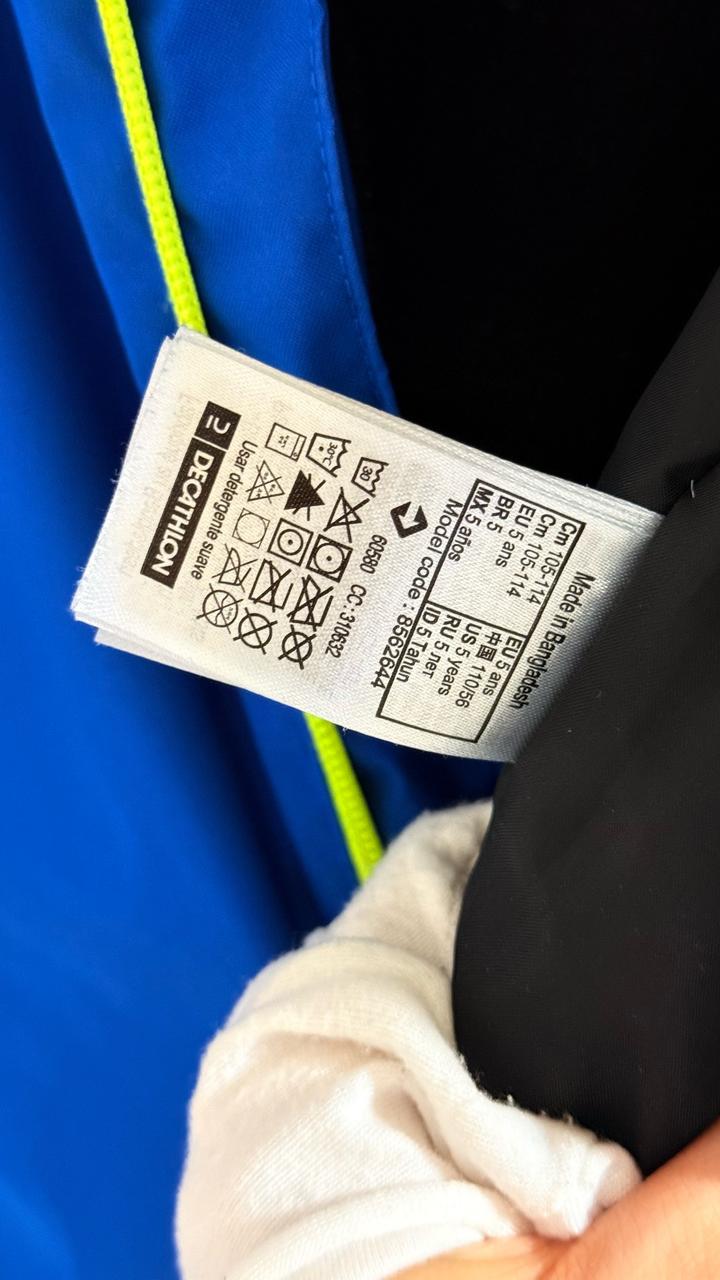 Made in Bangladesh
Cm 105-114 EU 5 ans
Cm 105-114 中国 110/56
EU 5 ans US 5 years
BR 5 RU 5 лет
MX 5 años ID 5 Tahun
Model code : 8562644
60580 CC: 310632
30
30°C
Usar detergente suave
DECATHLON